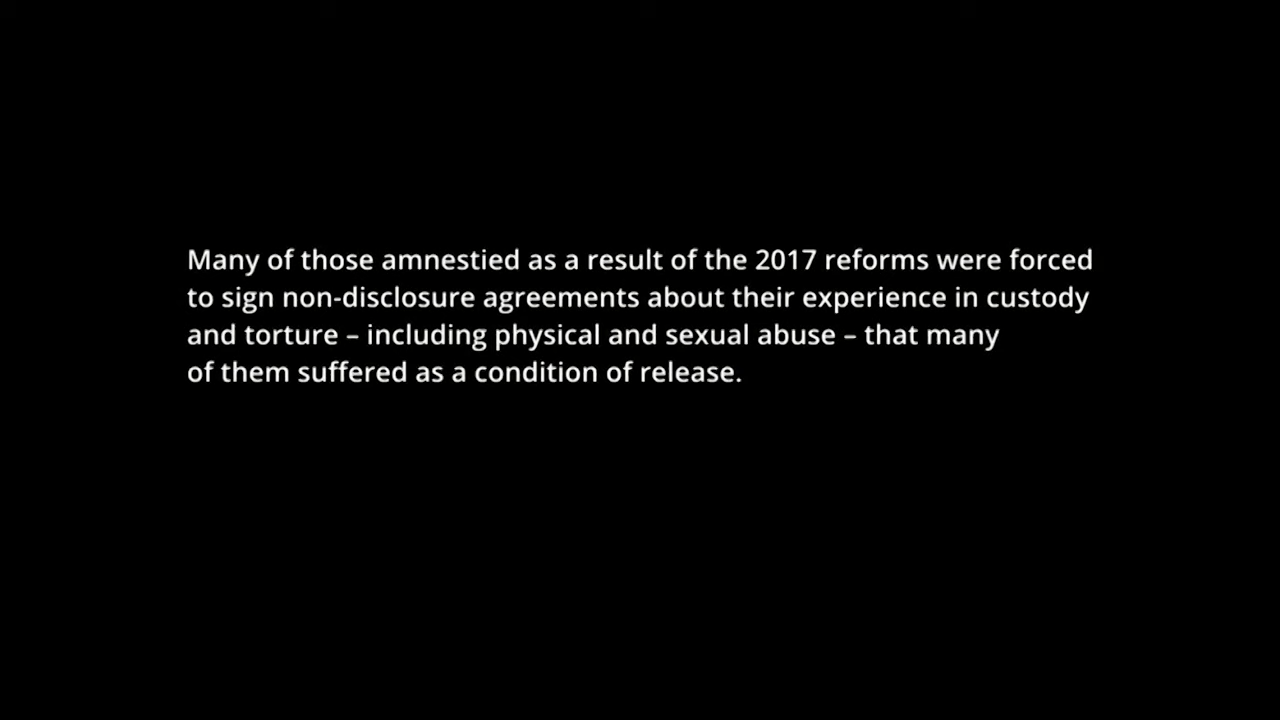 Many of those amnestied as a result of the 2017 reforms were forced
to sign non-disclosure agreements about their experience in custody
and torture – including physical and sexual abuse – that many
of them suffered as a condition of release.